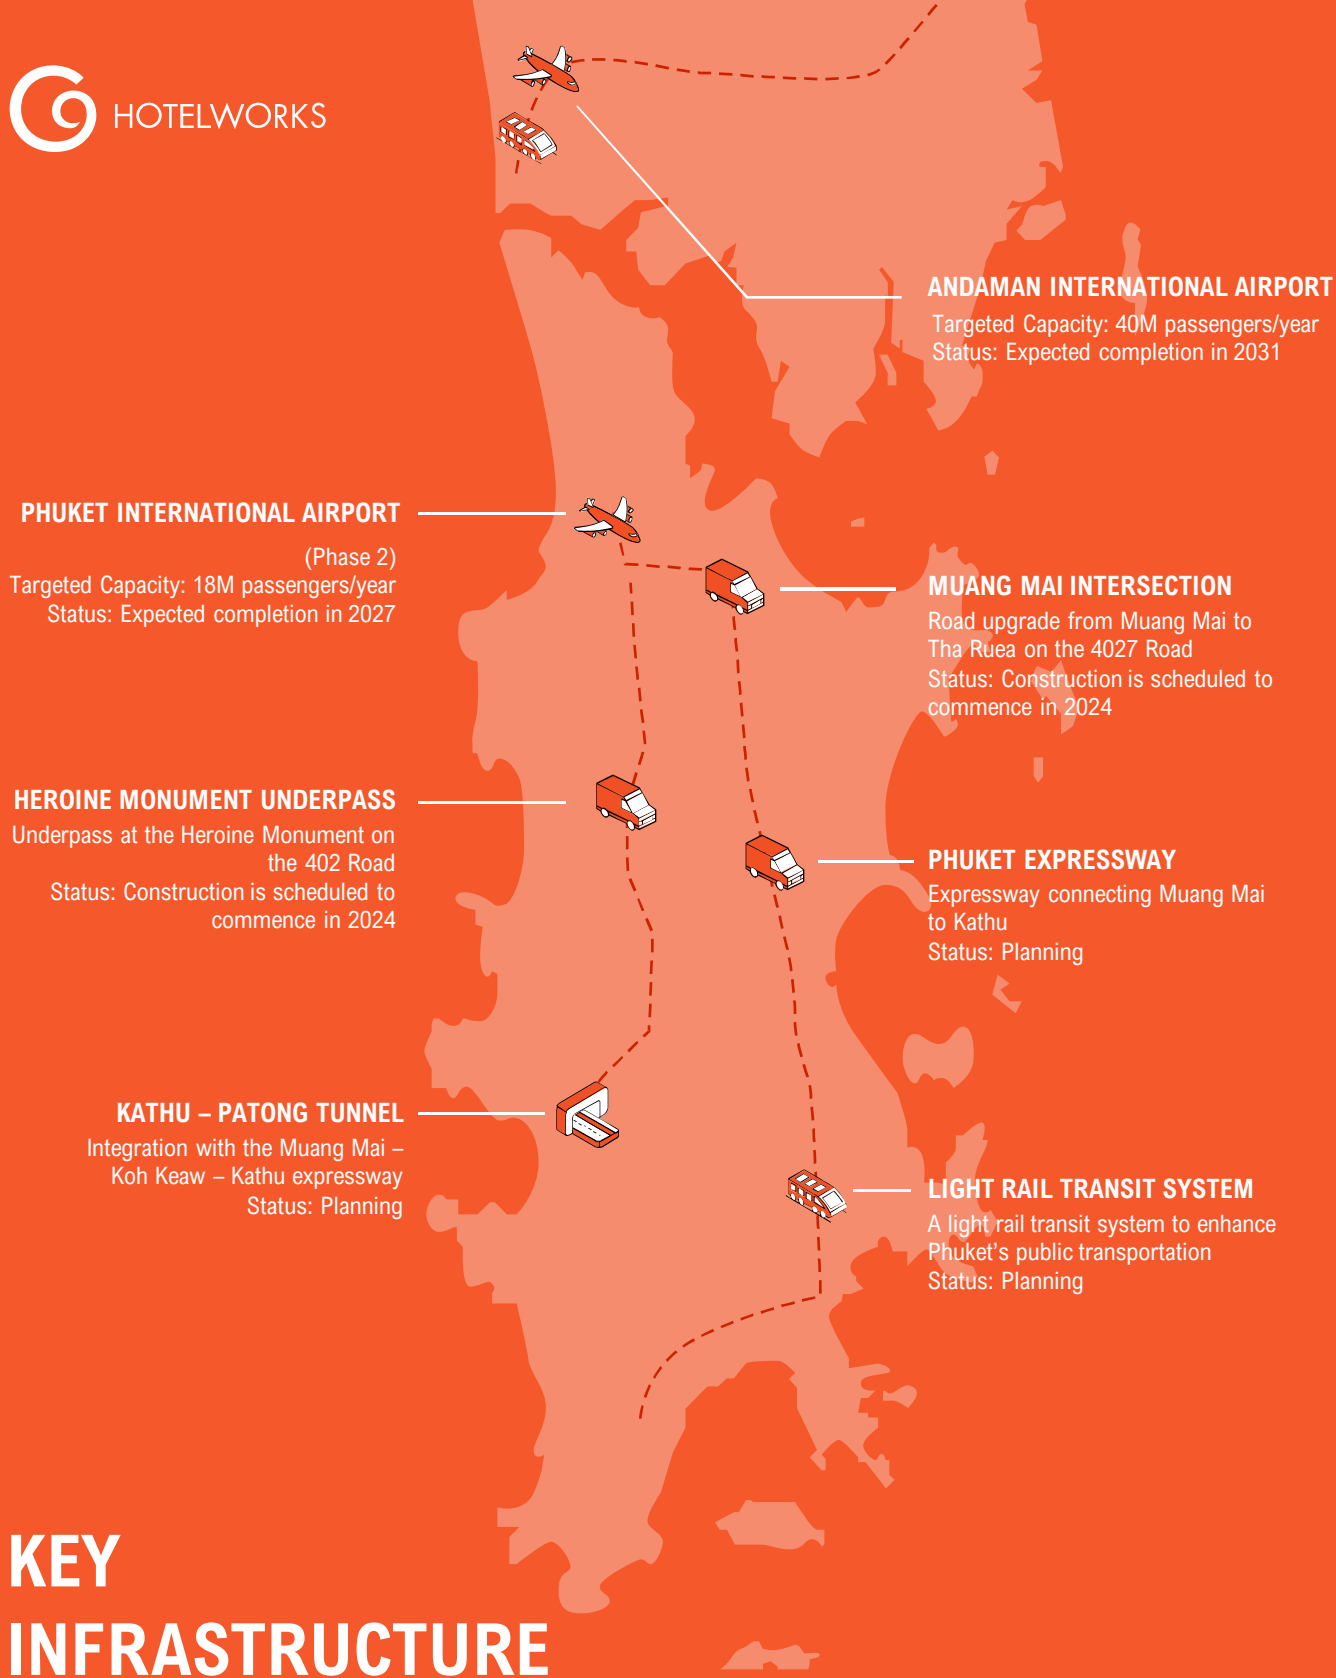 HOTELWORKS
ANDAMAN INTERNATIONAL AIRPORT
Targeted Capacity: 40M passengers/year
Status: Expected completion in 2031
PHUKET INTERNATIONAL AIRPORT
(Phase 2)
Targeted Capacity: 18M passengers/year
Status: Expected completion in 2027
MUANG MAI INTERSECTION
Road upgrade from Muang Mai to
Tha Ruea on the 4027 Road
Status: Construction is scheduled to
commence in 2024
HEROINE MONUMENT UNDERPASS
Underpass at the Heroine Monument on
the 402 Road
Status: Construction is scheduled to
commence in 2024
PHUKET EXPRESSWAY
Expressway connecting Muang Mai
to Kathu
Status: Planning
KATHU – PATONG TUNNEL
Integration with the Muang Mai –
Koh Keaw – Kathu expressway
Status: Planning
LIGHT RAIL TRANSIT SYSTEM
A light rail transit system to enhance
Phuket’s public transportation
Status: Planning
KEY
INFRASTRUCTURE